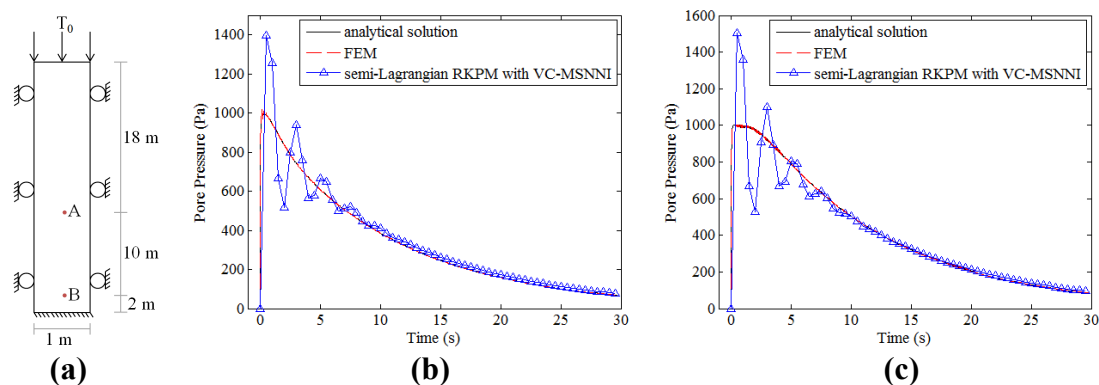 T0
18 m
A
10 m
B
2 m
1 m
(a)
1400
1200
1000
800
600
400
200
0
Pore Pressure (Pa)
analytical solution
FEM
semi-Lagrangian RKPM with VC-MSNNI
0 5 10 15 20 25 30
Time (s)
(b)
1600
1400
1200
1000
800
600
400
200
0
Pore Pressure (Pa)
analytical solution
FEM
semi-Lagrangian RKPM with VC-MSNNI
0 5 10 15 20 25 30
Time (s)
(c)